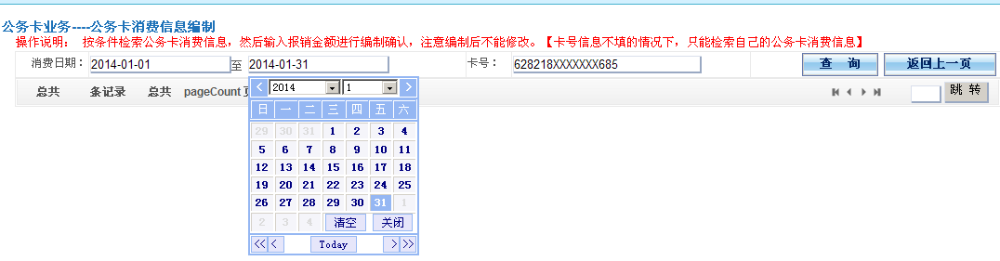 公务卡业务----公务卡消费信息编制
操作说明： 按条件检索公务卡消费信息，然后输入报销金额进行编制确认，注意编制后不能修改。【卡号信息不填的情况下，只能检索自己的公务卡消费信息】
消费日期： 2014-01-01 至 2014-01-31 卡号： 628218XXXXXXX685 查 询 返回上一页
总共 条记录 总共 pageCount 页 跳 转
< 2014 1 >
日 一 二 三 四 五 六
29 30 31 1 2 3 4
5 6 7 8 9 10 11
12 13 14 15 16 17 18
19 20 21 22 23 24 25
26 27 28 29 30 31 1
2 3 4 清空 关闭
<< < Today > >>